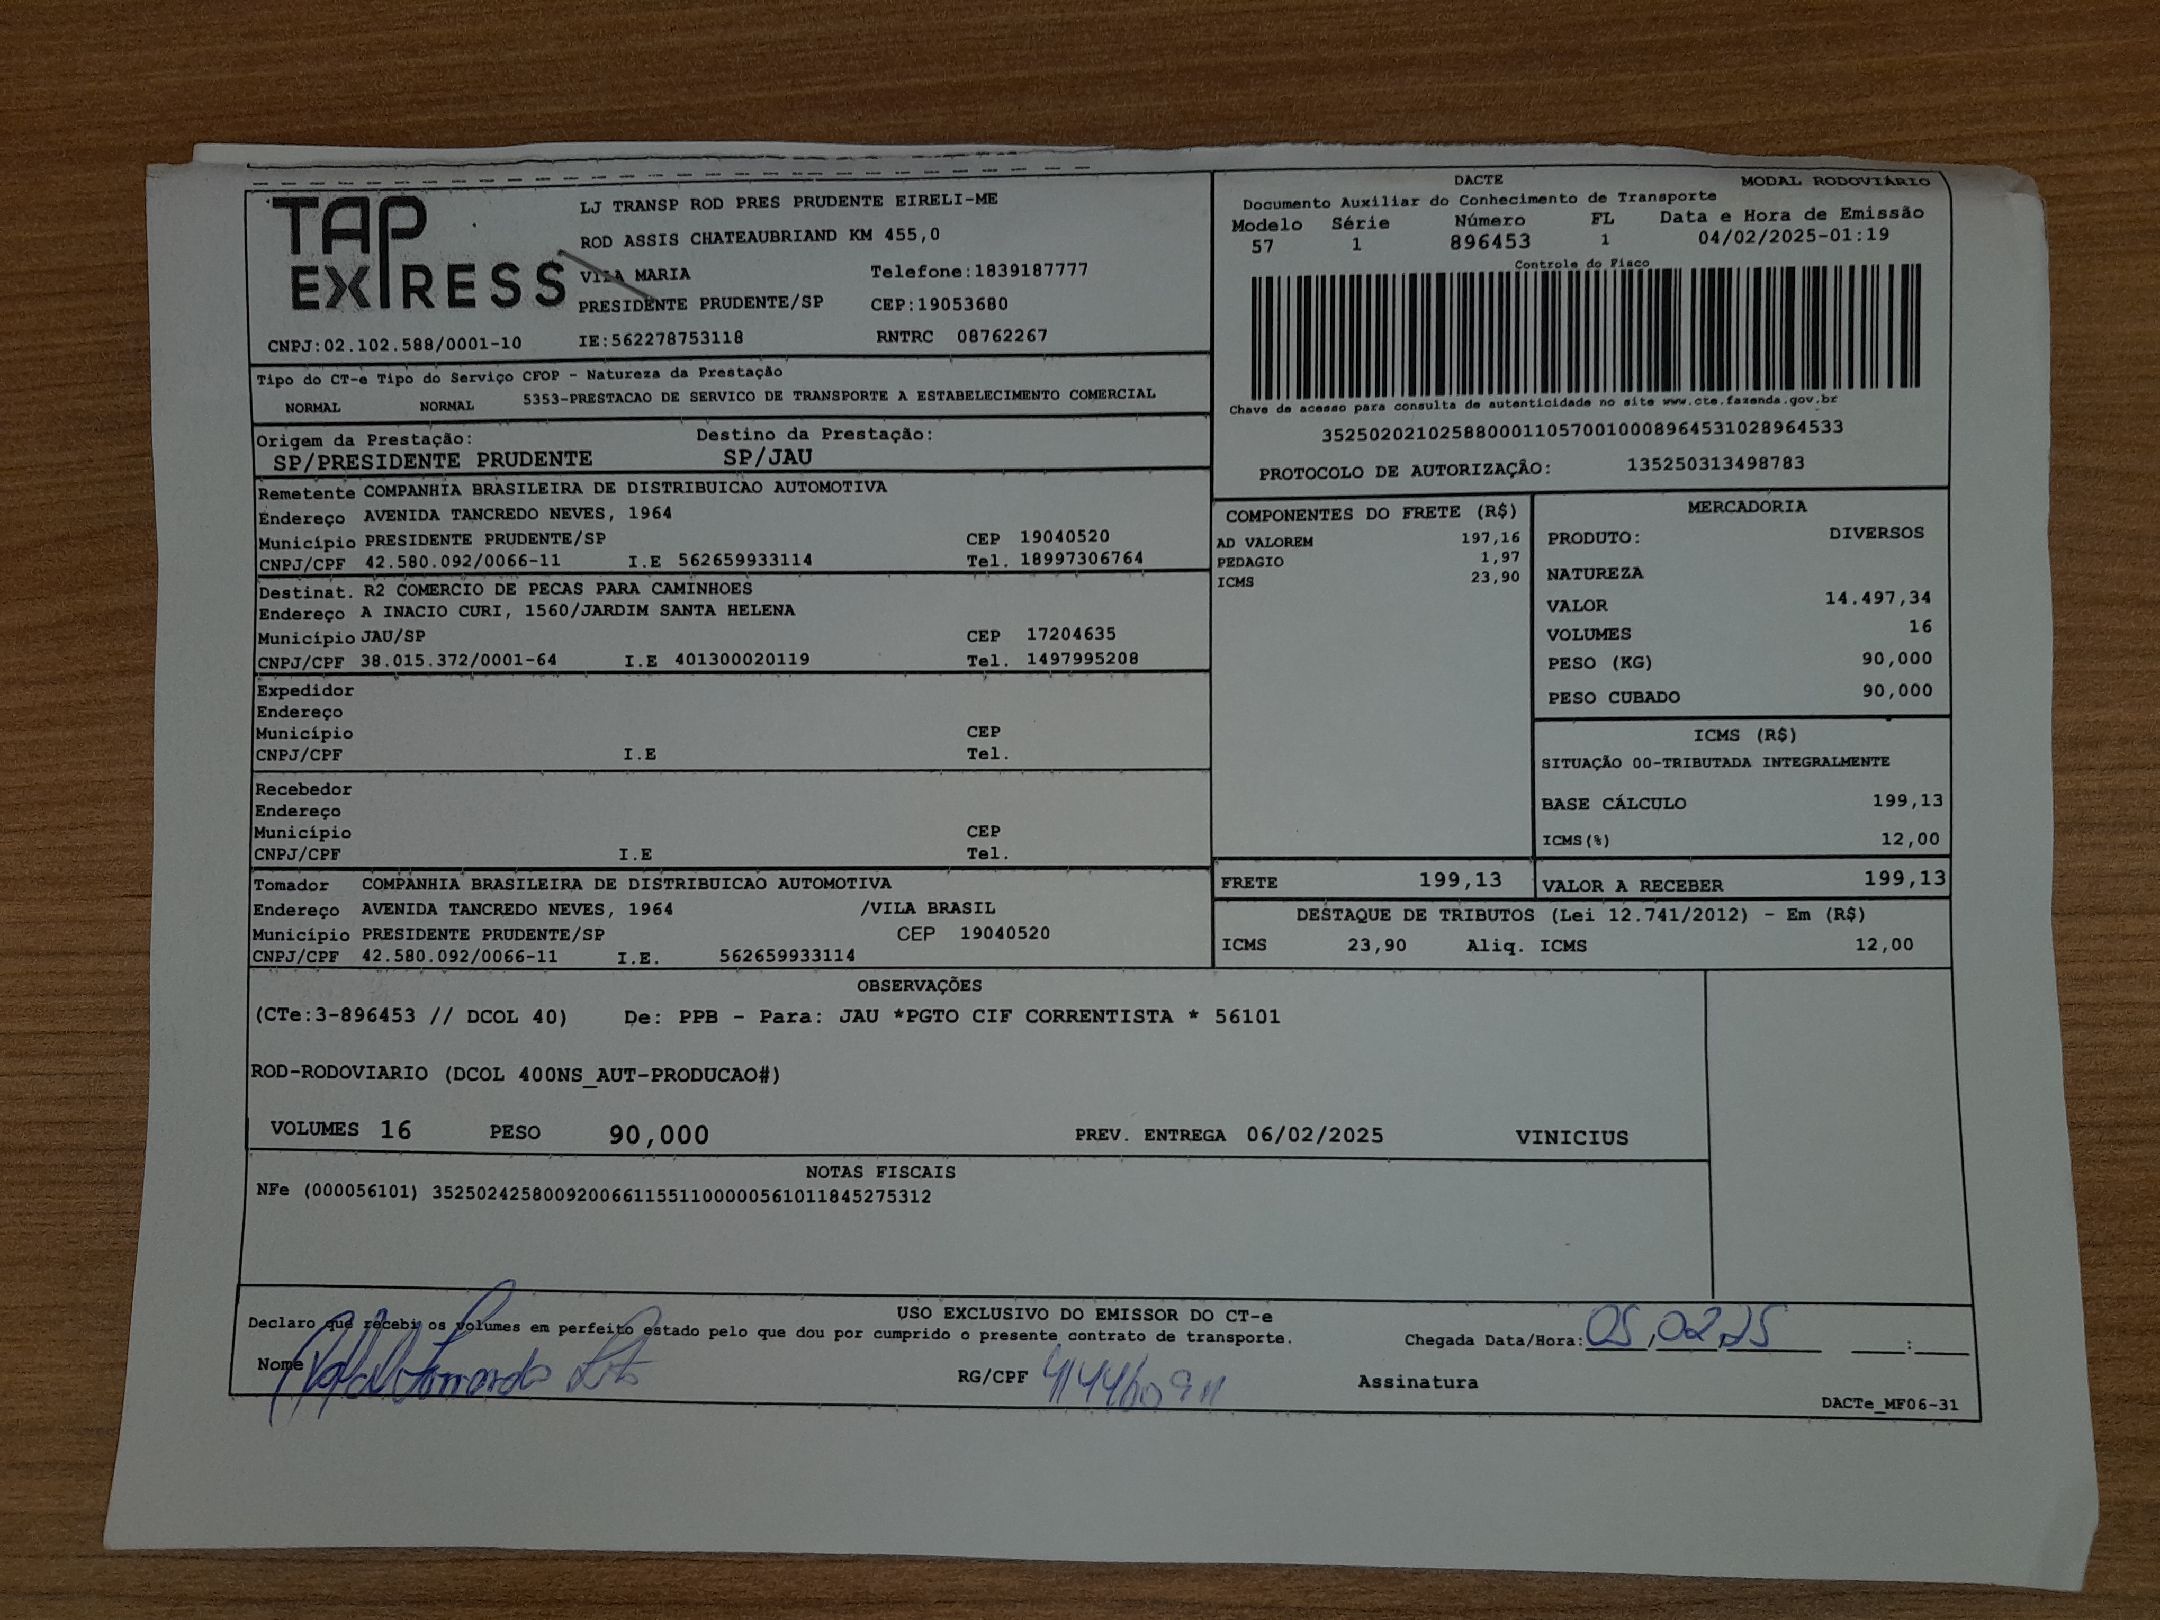 TAP EXPRESS
LJ TRANSP ROD PRES PRUDENTE EIRELI-ME
ROD ASSIS CHATEAUBRIAND KM 455,0
VILA MARIA Telefone:1839187777
PRESIDENTE PRUDENTE/SP CEP:19053680
CNPJ:02.102.588/0001-10 IE:562278753118 RNTRC 08762267
DACTE MODAL RODOVIÁRIO
Documento Auxiliar do Conhecimento de Transporte
Modelo Série Número FL Data e Hora de Emissão
57 1 896453 1 04/02/2025-01:19
Controle do Fisco
Chave de acesso para consulta de autenticidade no site www.cte.fazenda.gov.br
35250202102588000110570010008964531028964533
PROTOCOLO DE AUTORIZAÇÃO: 135250313498783
Tipo do CT-e Tipo do Serviço CFOP - Natureza da Prestação
NORMAL NORMAL 5353-PRESTACAO DE SERVICO DE TRANSPORTE A ESTABELECIMENTO COMERCIAL
Origem da Prestação: Destino da Prestação:
SP/PRESIDENTE PRUDENTE SP/JAU
Remetente COMPANHIA BRASILEIRA DE DISTRIBUICAO AUTOMOTIVA
Endereço AVENIDA TANCREDO NEVES, 1964
Município PRESIDENTE PRUDENTE/SP CEP 19040520
CNPJ/CPF 42.580.092/0066-11 I.E 562659933114 Tel. 18997306764
Destinat. R2 COMERCIO DE PECAS PARA CAMINHOES
Endereço A INACIO CURI, 1560/JARDIM SANTA HELENA
Município JAU/SP CEP 17204635
CNPJ/CPF 38.015.372/0001-64 I.E 401300020119 Tel. 1497995208
Expedidor
Endereço
Município CEP
CNPJ/CPF I.E Tel.
Recebedor
Endereço
Município CEP
CNPJ/CPF I.E Tel.
Tomador COMPANHIA BRASILEIRA DE DISTRIBUICAO AUTOMOTIVA
Endereço AVENIDA TANCREDO NEVES, 1964 /VILA BRASIL
Município PRESIDENTE PRUDENTE/SP CEP 19040520
CNPJ/CPF 42.580.092/0066-11 I.E. 562659933114
COMPONENTES DO FRETE (R$)
AD VALOREM 197,16
PEDAGIO 1,97
ICMS 23,90
MERCADORIA
PRODUTO: DIVERSOS
NATUREZA
VALOR 14.497,34
VOLUMES 16
PESO (KG) 90,000
PESO CUBADO 90,000
ICMS (R$)
SITUAÇÃO 00-TRIBUTADA INTEGRALMENTE
BASE CÁLCULO 199,13
ICMS(%) 12,00
FRETE 199,13 VALOR A RECEBER 199,13
DESTAQUE DE TRIBUTOS (Lei 12.741/2012) - Em (R$)
ICMS 23,90 Aliq. ICMS 12,00
OBSERVAÇÕES
(CTe:3-896453 // DCOL 40) De: PPB - Para: JAU *PGTO CIF CORRENTISTA * 56101
ROD-RODOVIARIO (DCOL 400NS_AUT-PRODUCAO#)
VOLUMES 16 PESO 90,000 PREV. ENTREGA 06/02/2025 VINICIUS
NOTAS FISCAIS
NFe (000056101) 35250242580092006611551100000561011845275312
USO EXCLUSIVO DO EMISSOR DO CT-e
Declaro que recebi os volumes em perfeito estado pelo que dou por cumprido o presente contrato de transporte.
Chegada Data/Hora: 05,02,25 :
Nome RG/CPF Assinatura
DACTe_MF06-31